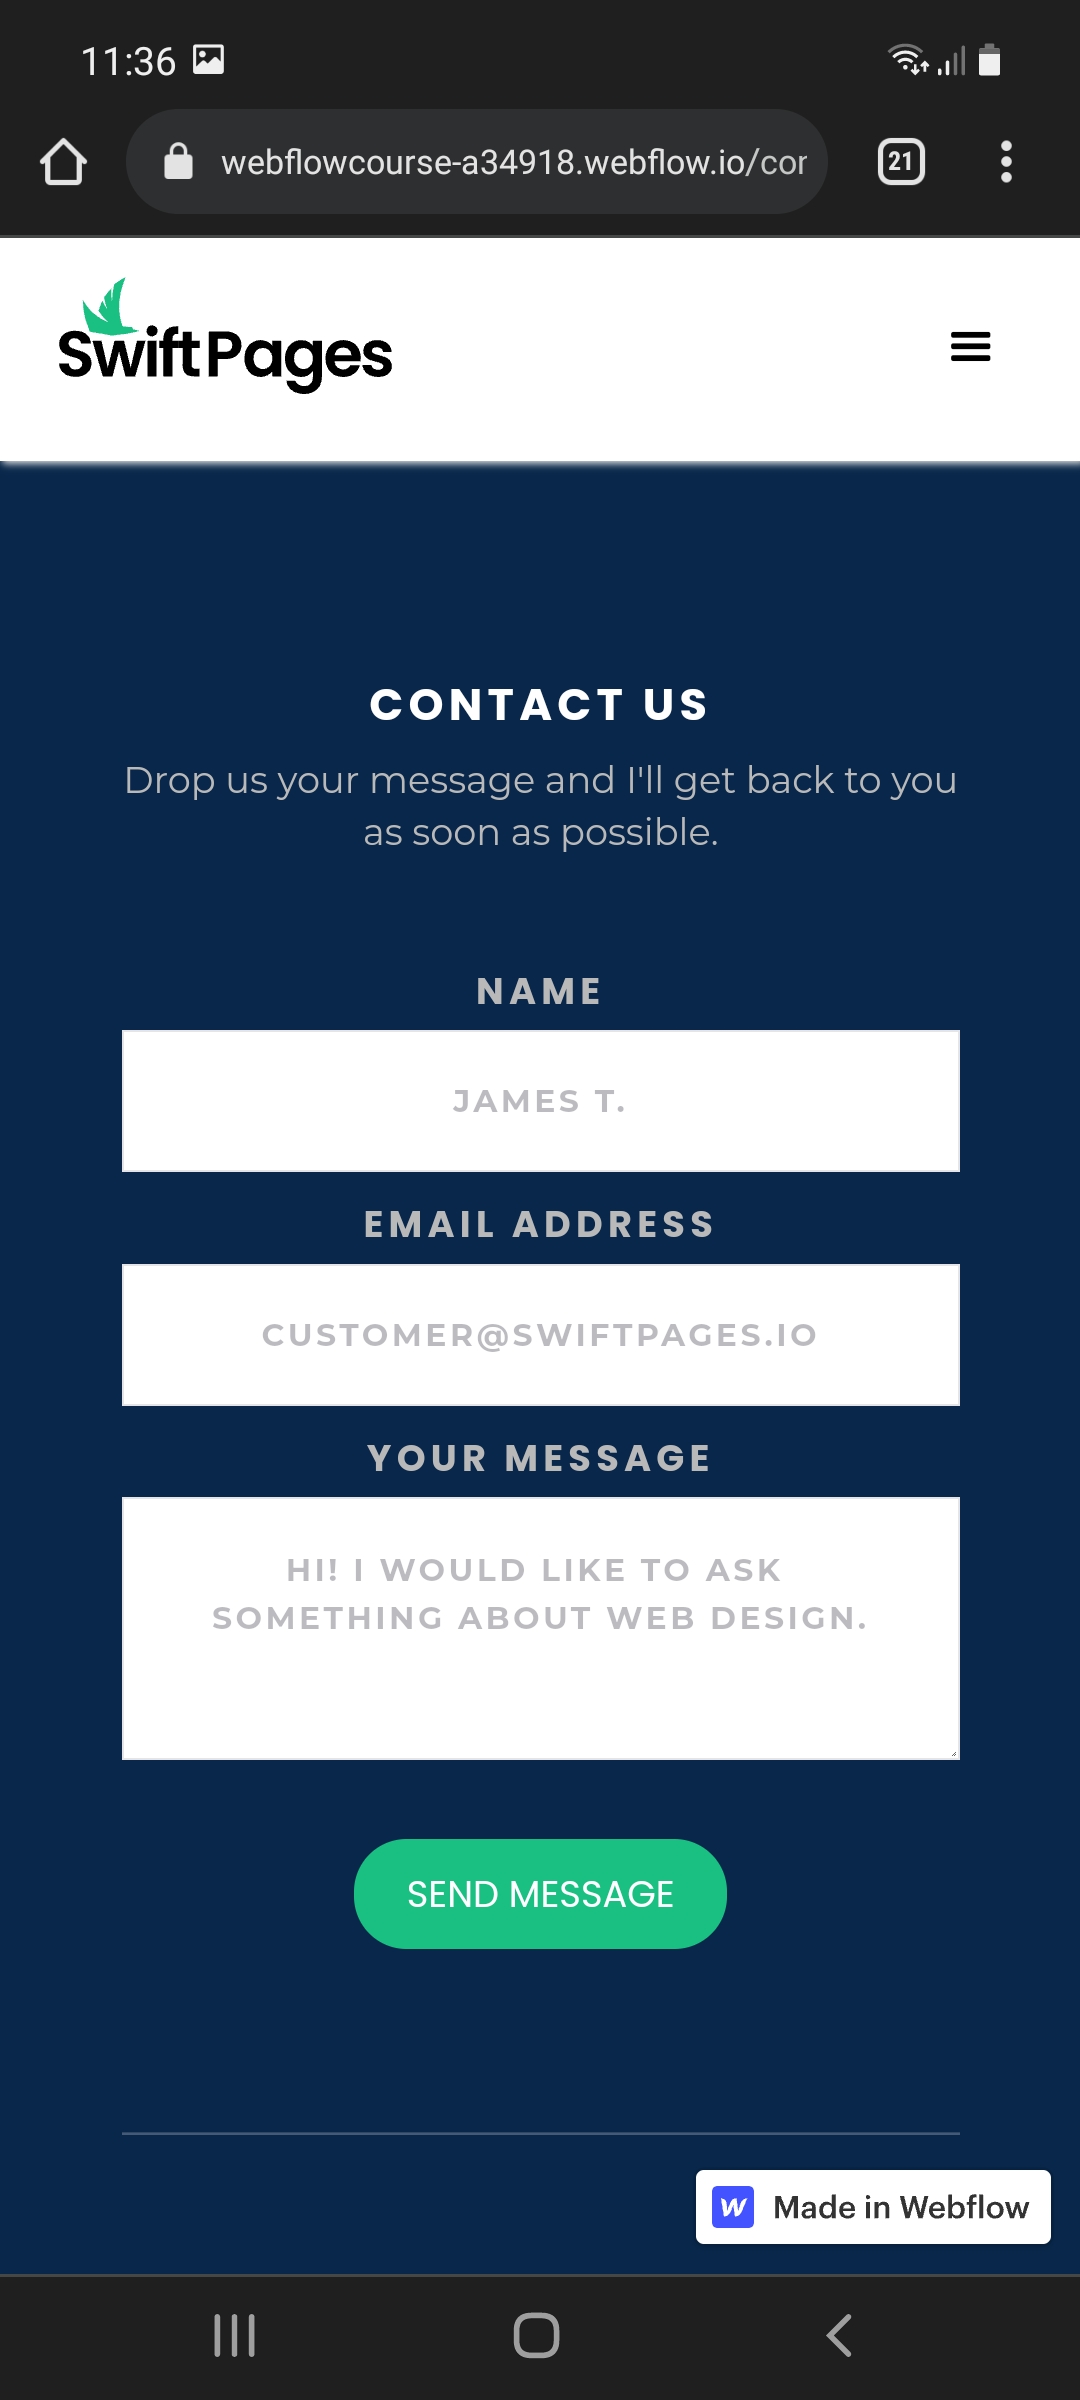 11:36
webflowcourse-a34918.webflow.io/cor
21
Swift Pages
CONTACT US
Drop us your message and I'll get back to you
as soon as possible.
NAME
JAMES T.
EMAIL ADDRESS
CUSTOMER@SWIFTPAGES.IO
YOUR MESSAGE
HI! I WOULD LIKE TO ASK
SOMETHING ABOUT WEB DESIGN.
SEND MESSAGE
Made in Webflow